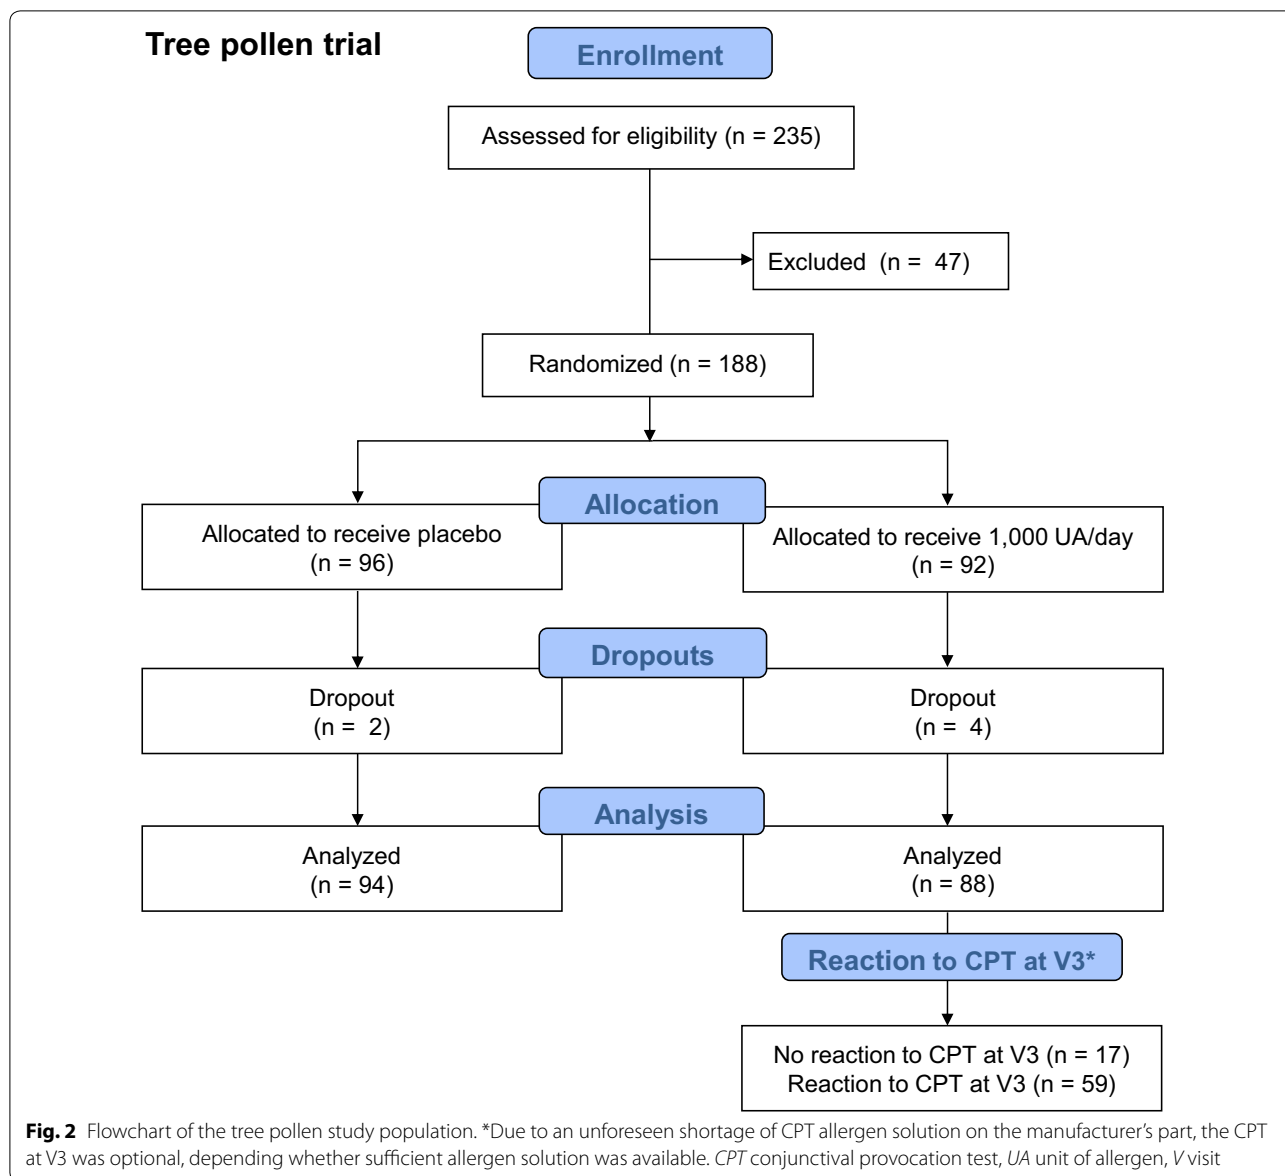 Tree pollen trial
Enrollment
Assessed for eligibility (n = 235)
Excluded (n = 47)
Randomized (n = 188)
Allocation
Allocated to receive placebo
(n = 96)
Allocated to receive 1,000 UA/day
(n = 92)
Dropouts
Dropout
(n = 2)
Dropout
(n = 4)
Analysis
Analyzed
(n = 94)
Analyzed
(n = 88)
Reaction to CPT at V3*
No reaction to CPT at V3 (n = 17)
Reaction to CPT at V3 (n = 59)
Fig. 2 Flowchart of the tree pollen study population. *Due to an unforeseen shortage of CPT allergen solution on the manufacturer’s part, the CPT
at V3 was optional, depending whether sufficient allergen solution was available. CPT conjunctival provocation test, UA unit of allergen, V visit